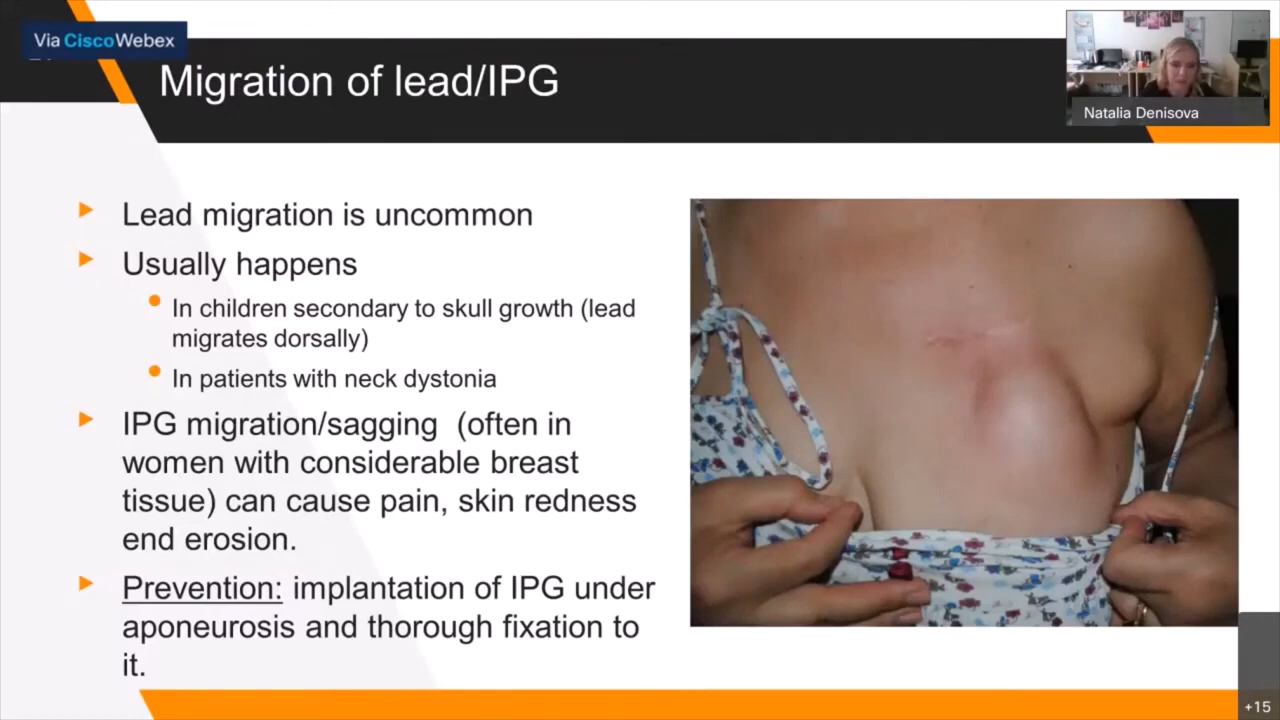 Via CiscoWebex
Migration of lead/IPG
Natalia Denisova
Lead migration is uncommon
Usually happens
In children secondary to skull growth (lead
migrates dorsally)
In patients with neck dystonia
IPG migration/sagging (often in
women with considerable breast
tissue) can cause pain, skin redness
end erosion.
Prevention: implantation of IPG under
aponeurosis and thorough fixation to
it.
+15